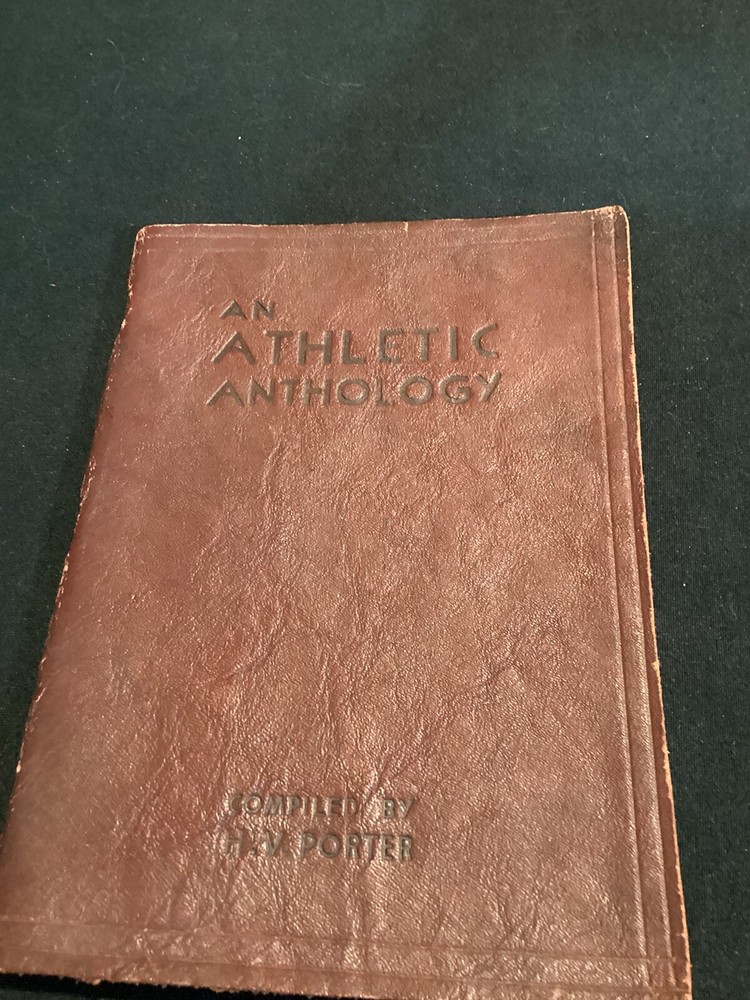 AN
ATHLETIC
ANTHOLOGY
COMPILED BY
H.V. PORTER